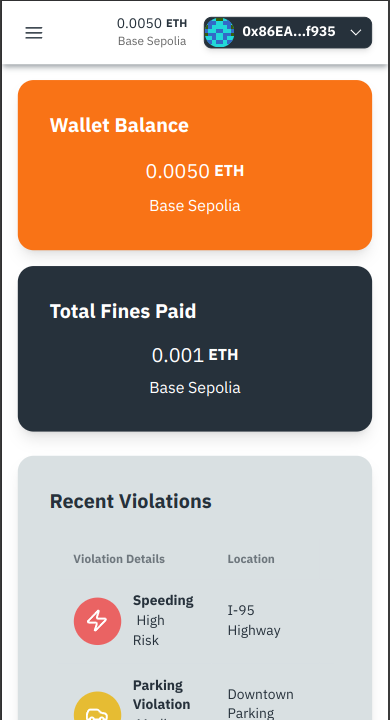 0.0050 ETH
Base Sepolia
0x86EA...f935
Wallet Balance
0.0050 ETH
Base Sepolia
Total Fines Paid
0.001 ETH
Base Sepolia
Recent Violations
Violation Details
Location
Speeding
High
Risk
I-95
Highway
Parking
Violation
Downtown
Parking